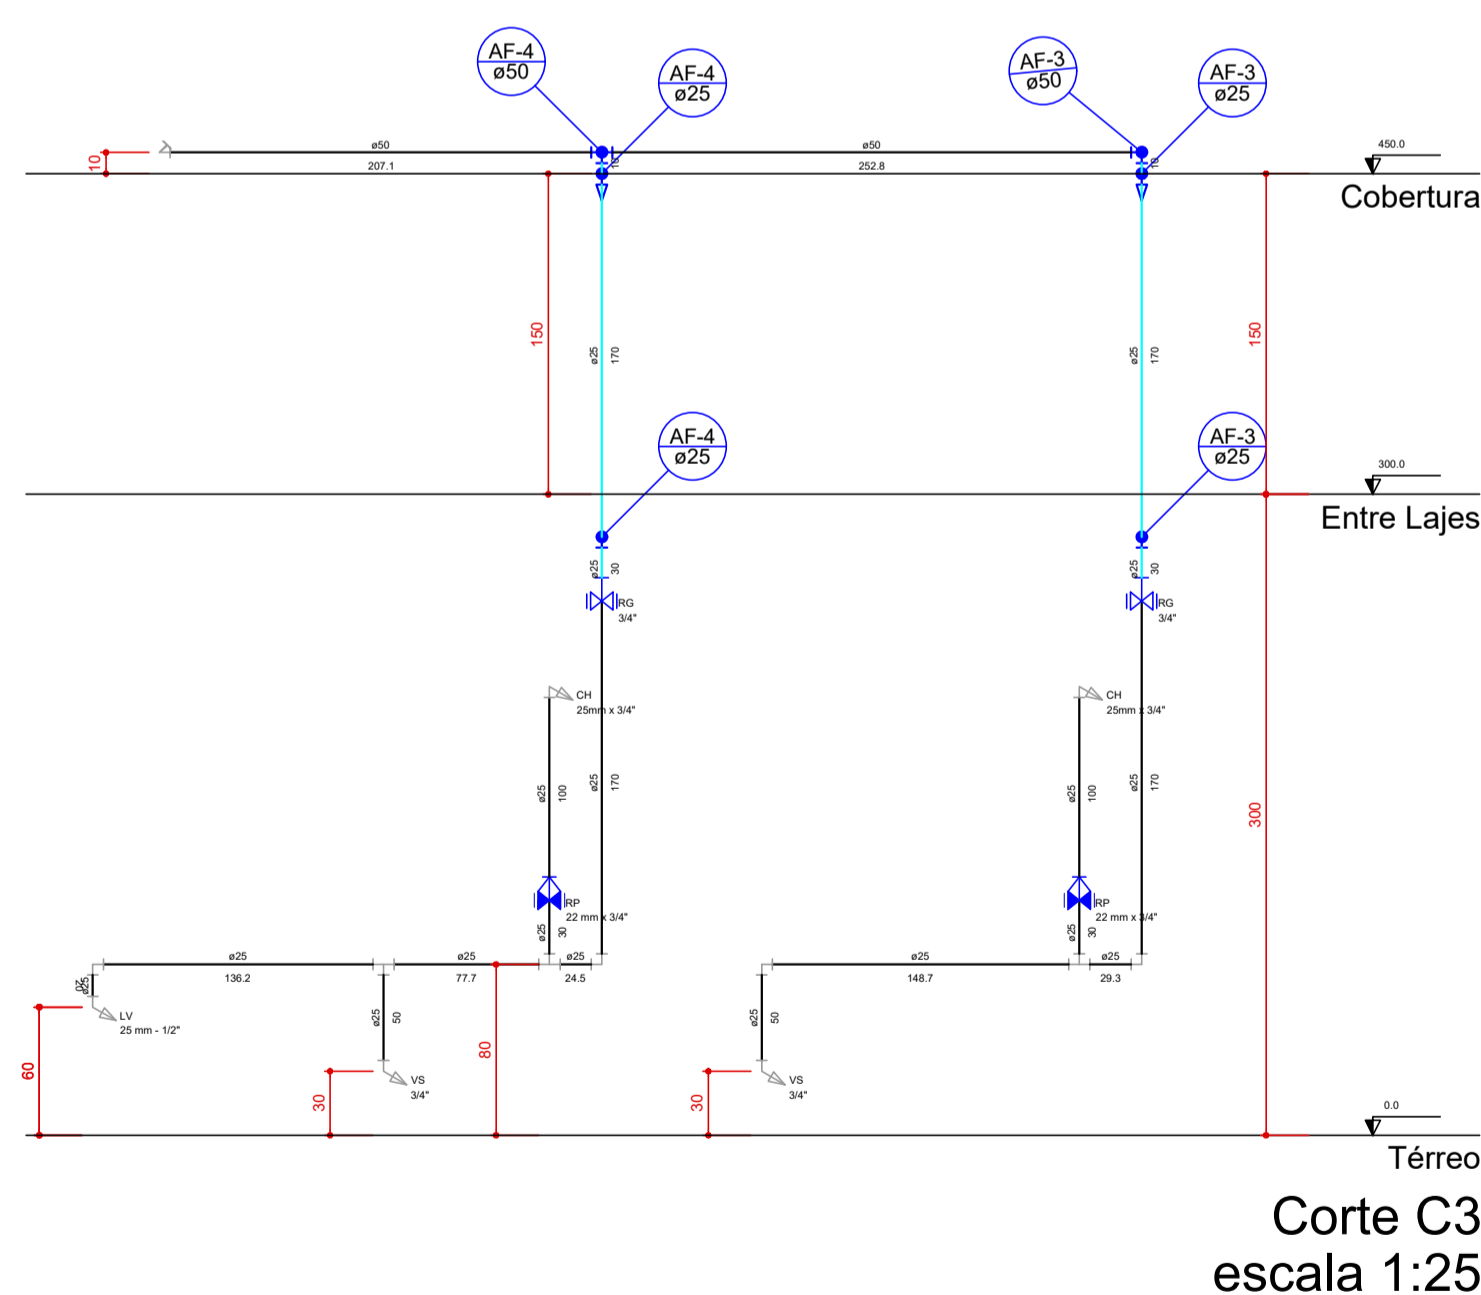 AF-4
ø50
AF-4
ø25
AF-3
ø50
AF-3
ø25
10
ø50
207.1
10
ø50
252.8
10
450.0
Cobertura
150
ø25
170
ø25
170
150
AF-4
ø25
AF-3
ø25
300.0
Entre Lajes
ø25
30
RG
3/4"
ø25
30
RG
3/4"
CH
25mm x 3/4"
CH
25mm x 3/4"
ø25
100
ø25
170
ø25
100
ø25
170
300
RP
22 mm x 3/4"
ø25
30
RP
22 mm x 3/4"
ø25
30
ø25
136.2
ø25
77.7
ø25
24.5
ø25
148.7
ø25
29.3
ø25
20
LV
25 mm - 1/2"
ø25
50
ø25
50
60
30
VS
3/4"
80
30
VS
3/4"
0.0
Térreo
Corte C3
escala 1:25